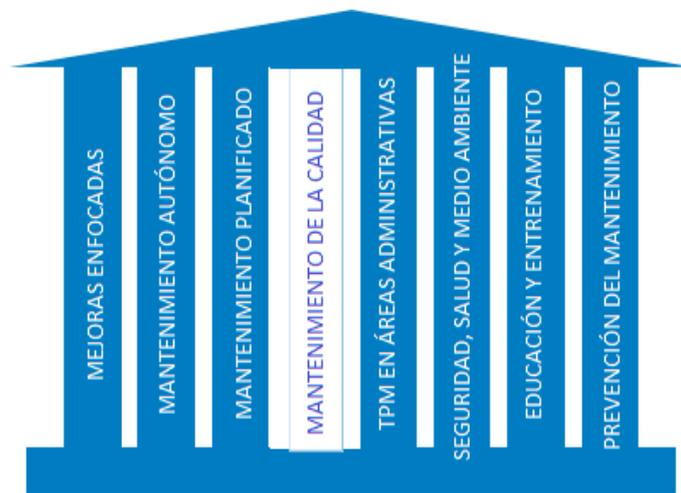 MEJORAS ENFOCADAS
MANTENIMIENTO AUTÓNOMO
MANTENIMIENTO PLANIFICADO
MANTENIMIENTO DE LA CALIDAD
TPM EN ÁREAS ADMINISTRATIVAS
SEGURIDAD, SALUD Y MEDIO AMBIENTE
EDUCACIÓN Y ENTRENAMIENTO
PREVENCIÓN DEL MANTENIMIENTO